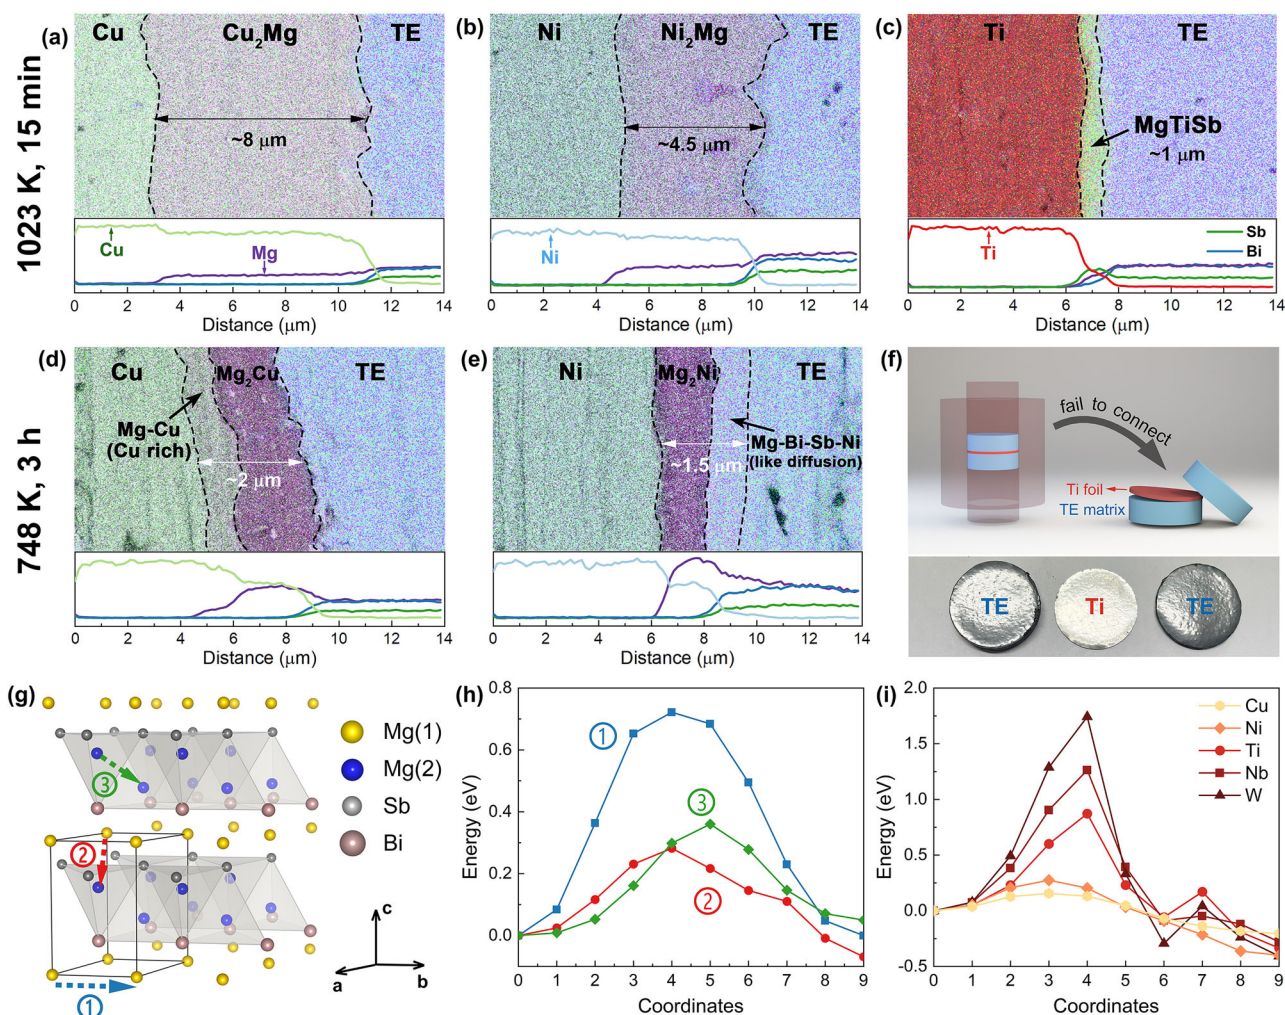 1023 K, 15 min
(a)
Cu
Cu₂Mg
TE
~8 μm
Cu
Mg
0 2 4 6 8 10 12 14
Distance (μm)
(b)
Ni
Ni₂Mg
TE
~4.5 μm
Ni
0 2 4 6 8 10 12 14
Distance (μm)
(c)
Ti
TE
MgTiSb
~1 μm
Ti
Sb
Bi
0 2 4 6 8 10 12 14
Distance (μm)
748 K, 3 h
(d)
Cu
Mg₂Cu
TE
Mg-Cu
(Cu rich)
~2 μm
0 2 4 6 8 10 12 14
Distance (μm)
(e)
Ni
Mg₂Ni
TE
Mg-Bi-Sb-Ni
(like diffusion)
~1.5 μm
0 2 4 6 8 10 12 14
Distance (μm)
(f)
fail to connect
Ti foil
TE matrix
TE
Ti
TE
(g)
③
②
①
Mg(1)
Mg(2)
Sb
Bi
c
a
b
(h)
0.8
0.6
0.4
0.2
0.0
Energy (eV)
①
③
②
0 1 2 3 4 5 6 7 8 9
Coordinates
(i)
2.0
1.5
1.0
0.5
0.0
-0.5
Energy (eV)
Cu
Ni
Ti
Nb
W
0 1 2 3 4 5 6 7 8 9
Coordinates